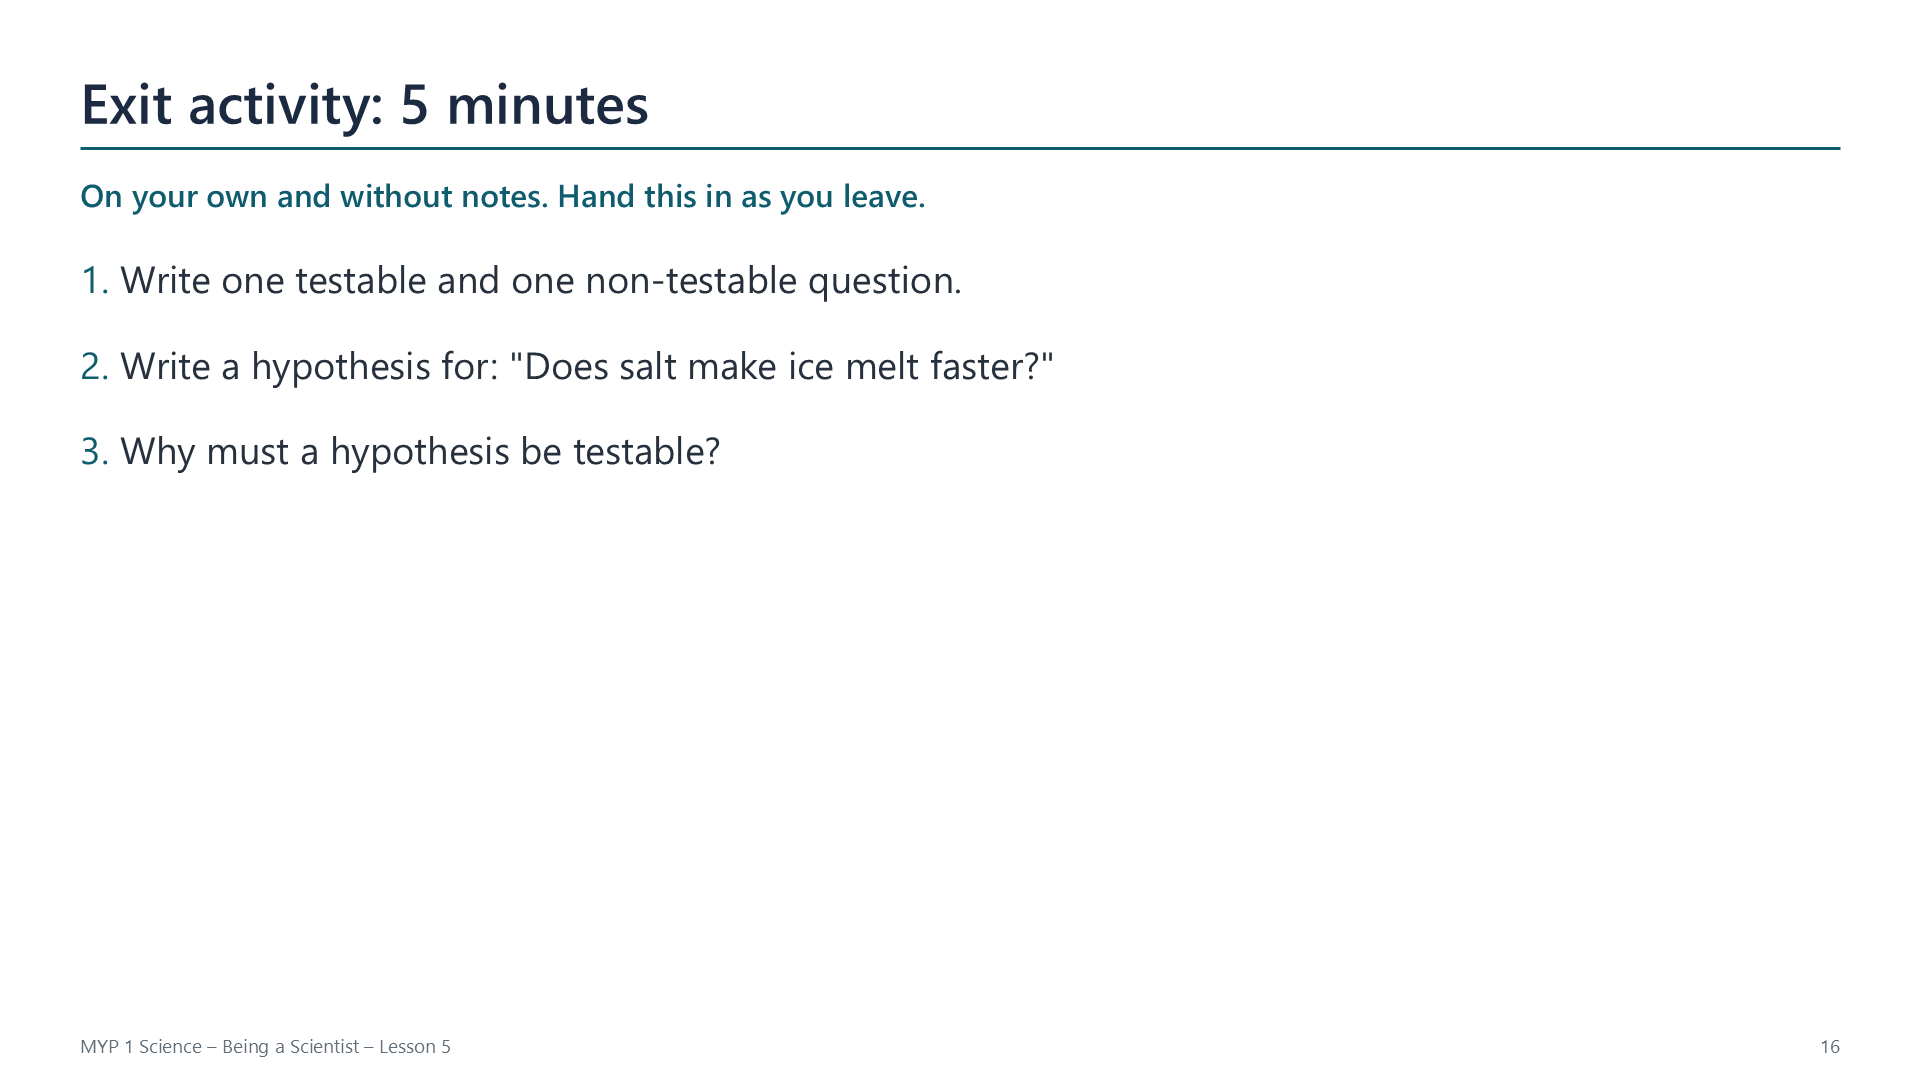 Exit activity: 5 minutes
On your own and without notes. Hand this in as you leave.
1. Write one testable and one non-testable question.
2. Write a hypothesis for: "Does salt make ice melt faster?"
3. Why must a hypothesis be testable?
MYP 1 Science – Being a Scientist – Lesson 5
16